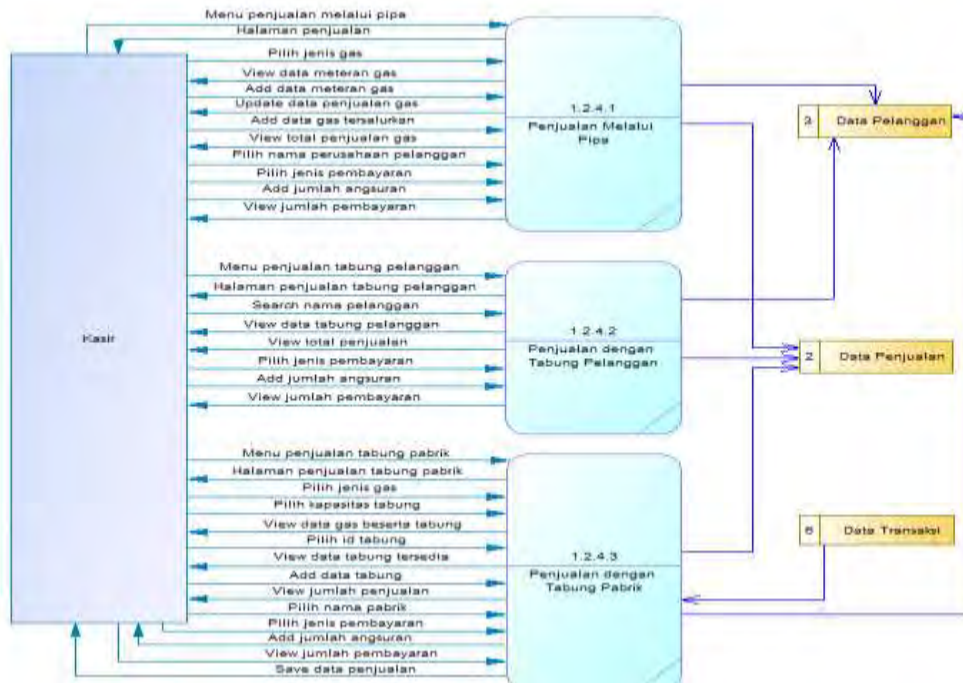 Menu penjualan melalui pipa
Halaman penjualan
Pilih jenis gas
View data meteran gas
Add data meteran gas
Update data penjualan gas
Add data gas tersalurkan
View total penjualan gas
Pilih nama perusahaan pelanggan
Pilih jenis pembayaran
Add jumlah angsuran
View jumlah pembayaran
1.2.4.1
Penjualan Melalui
Pipa
3 Data Pelanggan
Kasir
Menu penjualan tabung pelanggan
Halaman penjualan tabung pelanggan
Search nama pelanggan
View data tabung pelanggan
View total penjualan
Pilih jenis pembayaran
Add jumlah angsuran
View jumlah pembayaran
1.2.4.2
Penjualan dengan
Tabung Pelanggan
2 Data Penjualan
Menu penjualan tabung pabrik
Halaman penjualan tabung pabrik
Pilih jenis gas
Pilih kapasitas tabung
View data gas beserta tabung
Pilih id tabung
View data tabung tersedia
Add data tabung
View jumlah penjualan
Pilih nama pabrik
Pilih jenis pembayaran
Add jumlah angsuran
View jumlah pembayaran
Save data penjualan
1.2.4.3
Penjualan dengan
Tabung Pabrik
Data Transaksi